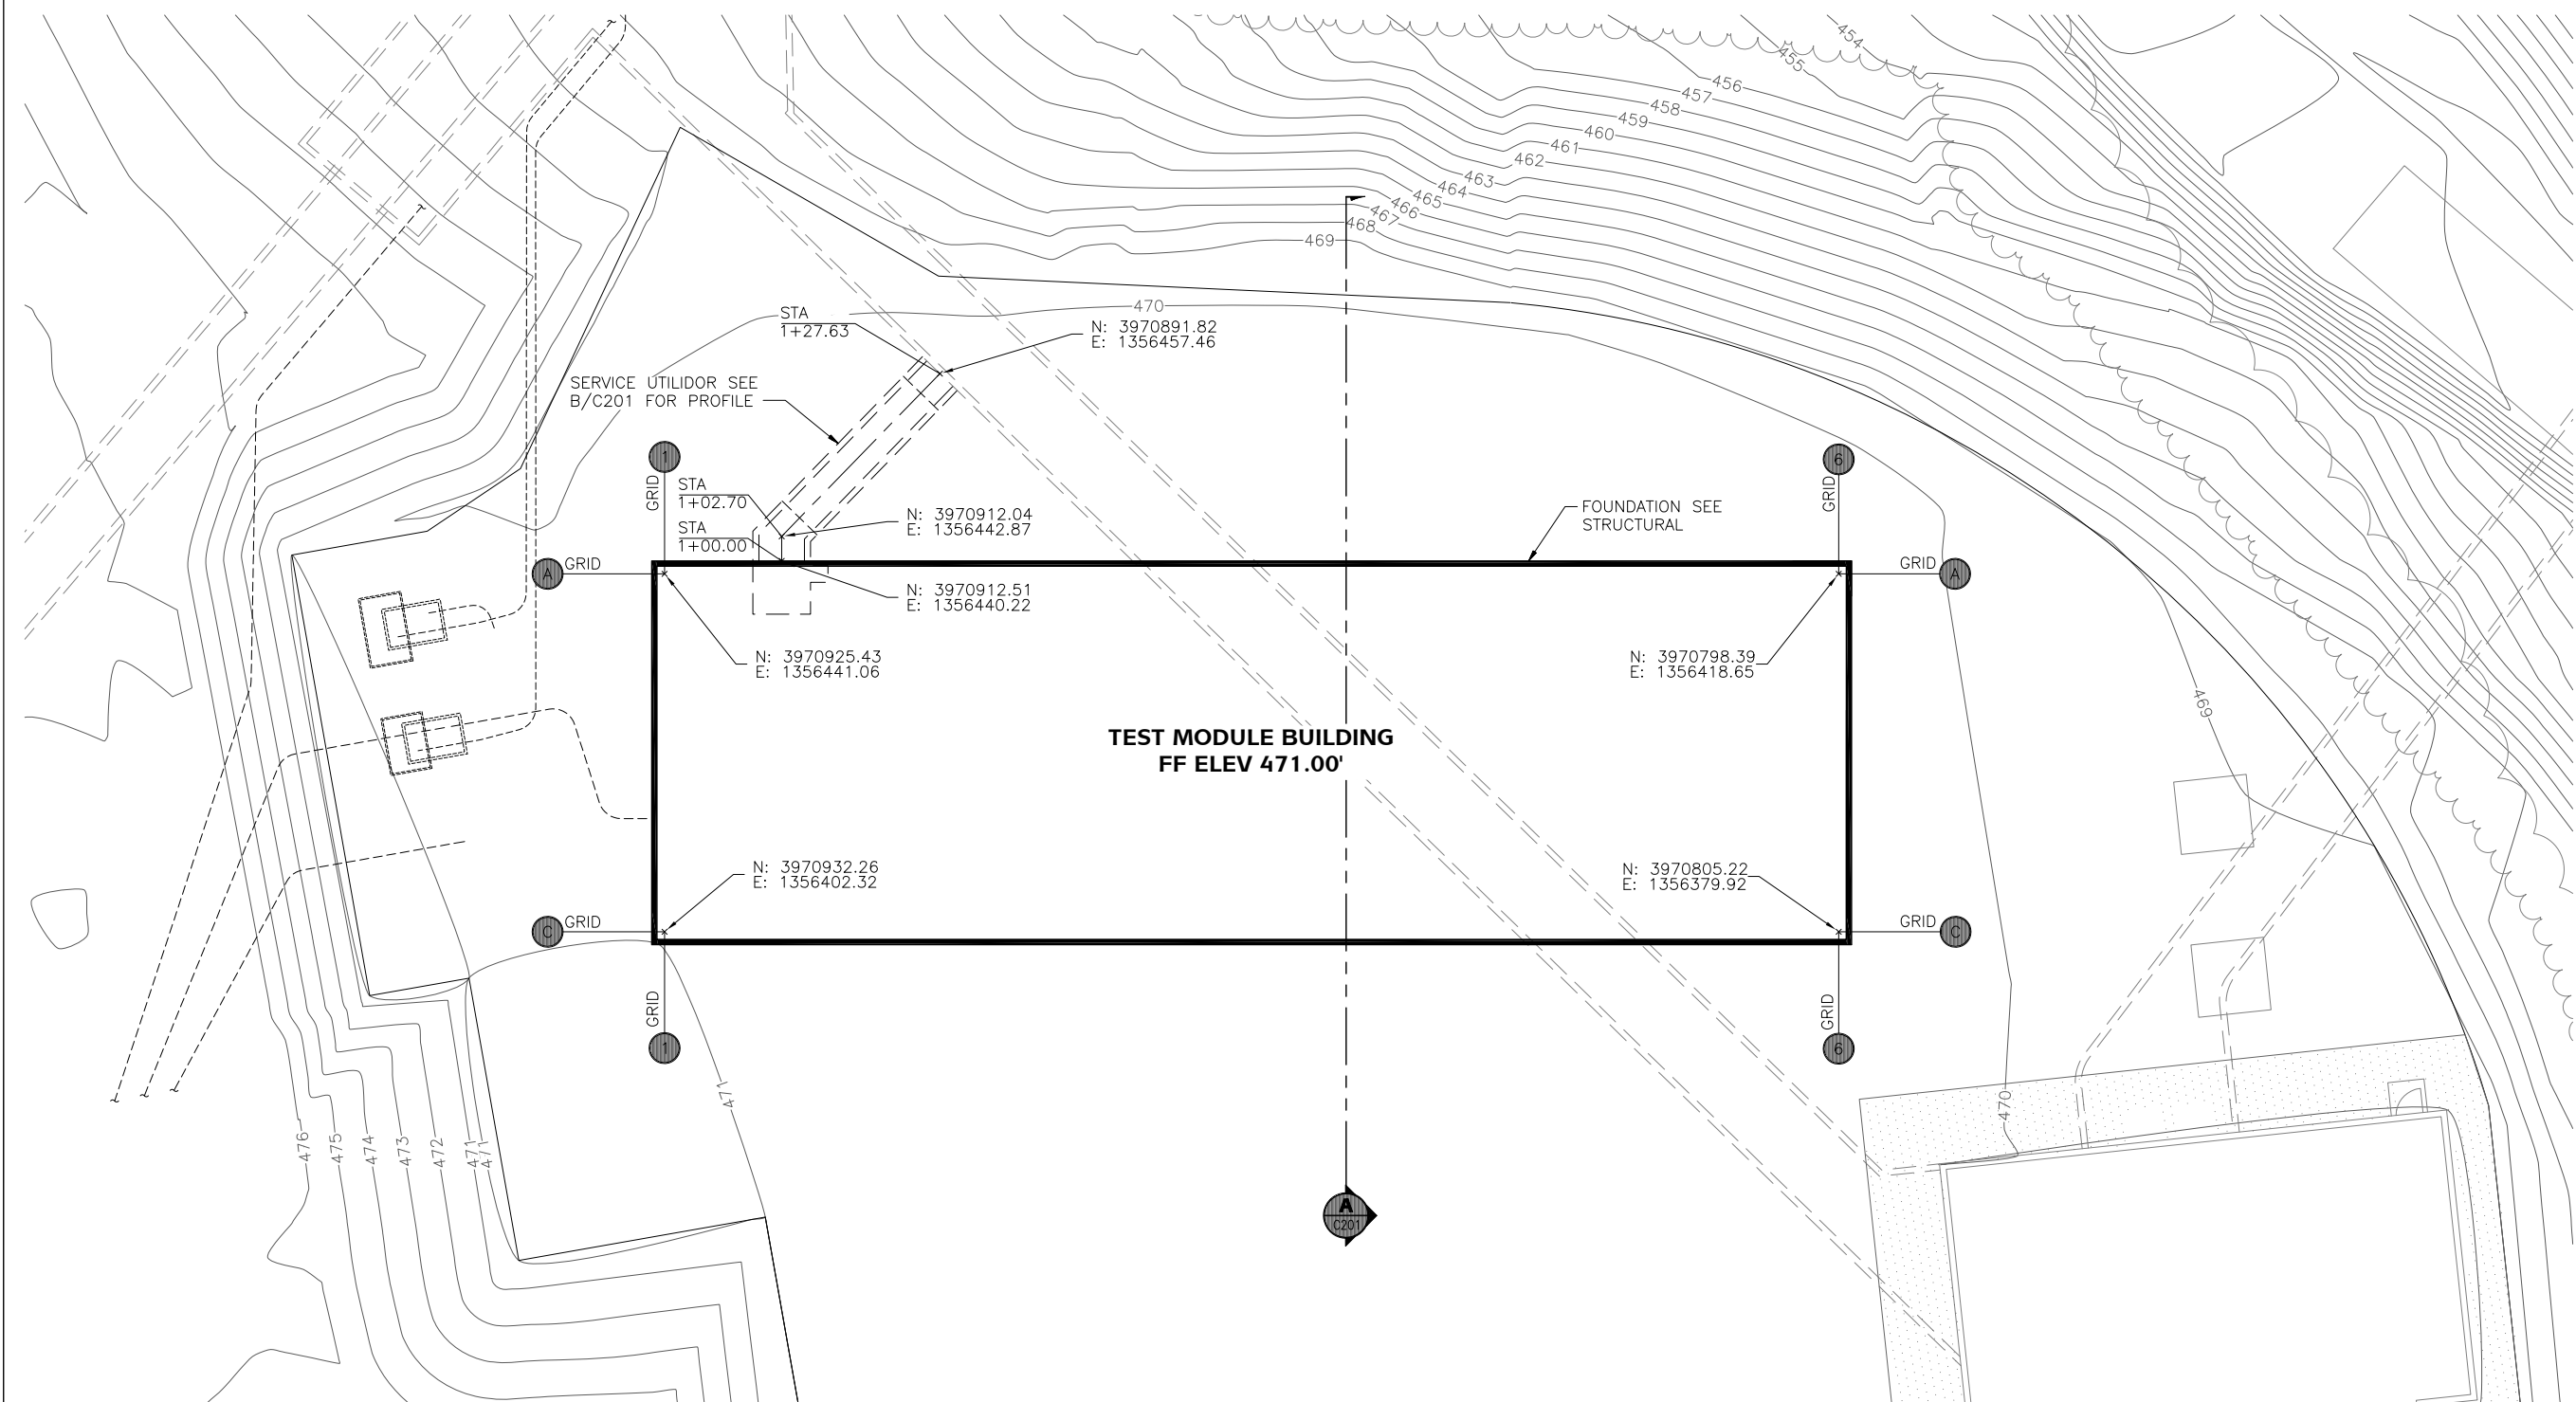 454
455
456
457
458
459
460
461
462
463
464
465
466
467
468
469
470
STA
1+27.63
N: 3970891.82
E: 1356457.46
SERVICE UTILIDOR SEE
B/C201 FOR PROFILE
1
GRID
6
GRID
STA
1+02.70
STA
1+00.00
N: 3970912.04
E: 1356442.87
FOUNDATION SEE
STRUCTURAL
A
GRID
GRID
A
N: 3970912.51
E: 1356440.22
N: 3970925.43
E: 1356441.06
N: 3970798.39
E: 1356418.65
469
TEST MODULE BUILDING
FF ELEV 471.00'
N: 3970932.26
E: 1356402.32
N: 3970805.22
E: 1356379.92
C
GRID
GRID
C
GRID
1
GRID
6
471
470
476
475
474
473
472
471
471
A
C201